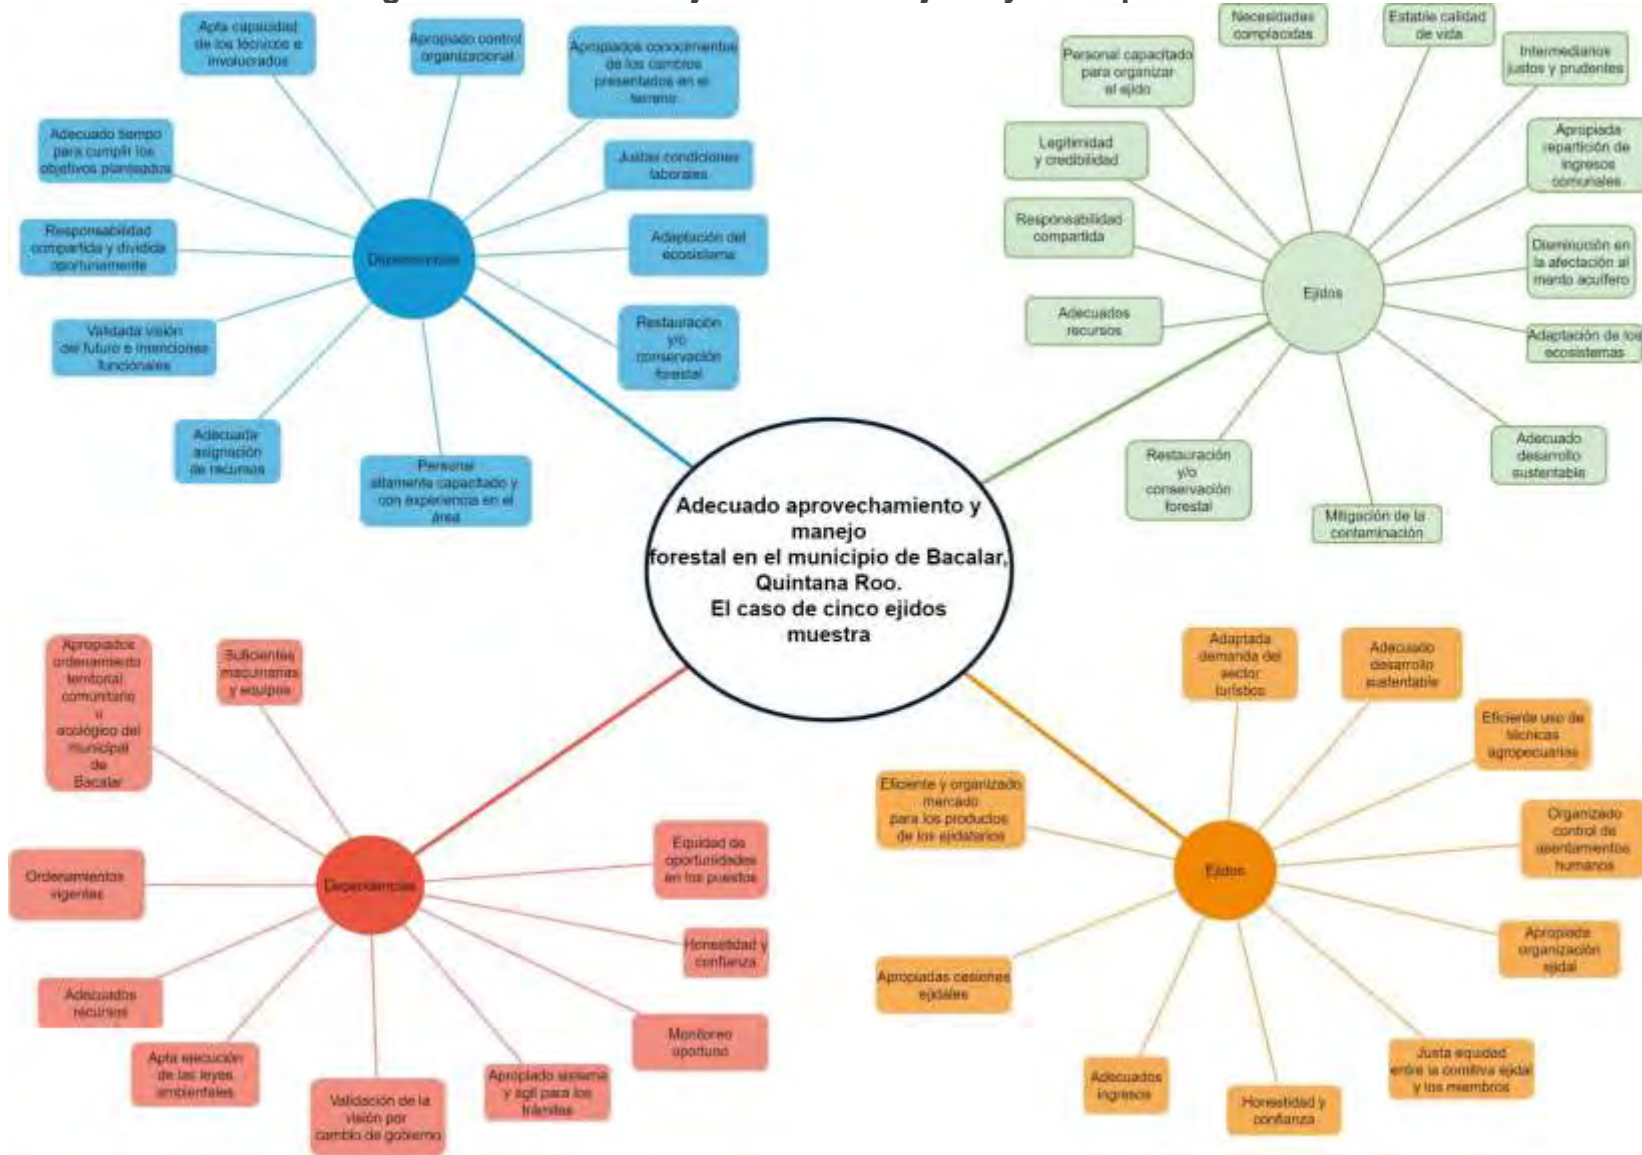 Apta capacidad
de los técnicos e
involucrados
Apropiado control
organizacional
Apropiados conocimientos
de los cambios
presentados en el
terreno
Adecuado tiempo
para cumplir los
objetivos planteados
Justas condiciones
laborales
Responsabilidad
compartida y dividida
oportunamente
Dependencias
Adaptación del
ecosistema
Validada visión
del futuro e intenciones
funcionales
Restauración
y/o
conservación
forestal
Adecuada
asignación
de recursos
Personal
altamente capacitado y
con experiencia en el
área
Necesidades
complacidas
Estatile calidad
de vida
Intermediarios
justos y prudentes
Personal capacitado
para organizar
el ejido
Legitimidad
y credibilidad
Apropiada
repartición de
ingresos
comunales
Responsabilidad
compartida
Disminución en
la afectación al
manto acuífero
Ejidos
Adecuados
recursos
Adaptación de los
ecosistemas
Restauración
y/o
conservación
forestal
Adecuado
desarrollo
sustentable
Mitigación de la
contaminación
Adecuado aprovechamiento y
manejo
forestal en el municipio de Bacalar,
Quintana Roo.
El caso de cinco ejidos
muestra
Apropiados
ordenamiento
territorial
comunitario
u
ecológico del
municipal
de
Bacalar
Suficientes
maquinarias
y equipos
Equidad de
oportunidades
en los puestos
Ordenamientos
vigentes
Dependencias
Honestidad y
confianza
Adecuados
recursos
Monitoreo
oportuno
Apta ejecución
de las leyes
ambientales
Validación de la
visión por
cambio de gobierno
Apropiado sistema
y ágil para los
trámites
Adaptada
demanda del
sector
turístico
Adecuado
desarrollo
sustentable
Eficiente uso de
técnicas
agropecuarias
Eficiente y organizado
mercado
para los productos
de los ejidatarios
Organizado
control de
asentamientos
humanos
Ejidos
Apropiada
organización
ejidal
Apropiadas cesiones
ejidales
Justa equidad
entre la comitiva ejidal
y los miembros
Adecuados
ingresos
Honestidad y
confianza